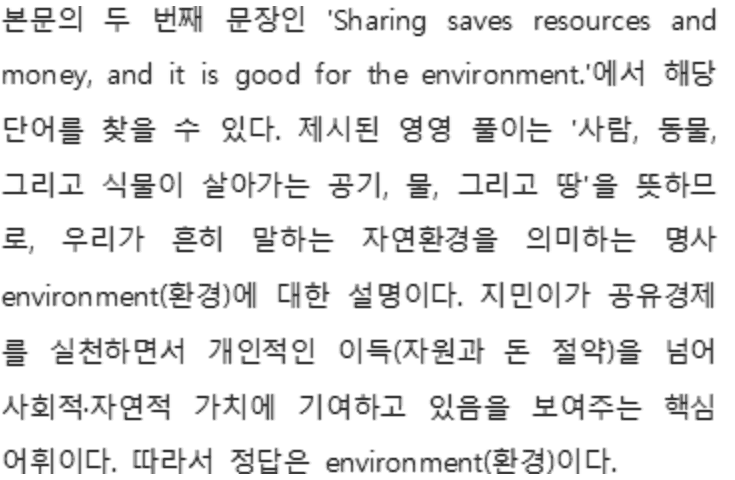 본문의 두 번째 문장인 'Sharing saves resources and
money, and it is good for the environment.'에서 해당
단어를 찾을 수 있다. 제시된 영영 풀이는 '사람, 동물,
그리고 식물이 살아가는 공기, 물, 그리고 땅'을 뜻하므
로, 우리가 흔히 말하는 자연환경을 의미하는 명사
environment(환경)에 대한 설명이다. 지민이가 공유경제
를 실천하면서 개인적인 이득(자원과 돈 절약)을 넘어
사회적·자연적 가치에 기여하고 있음을 보여주는 핵심
어휘이다. 따라서 정답은 environment(환경)이다.